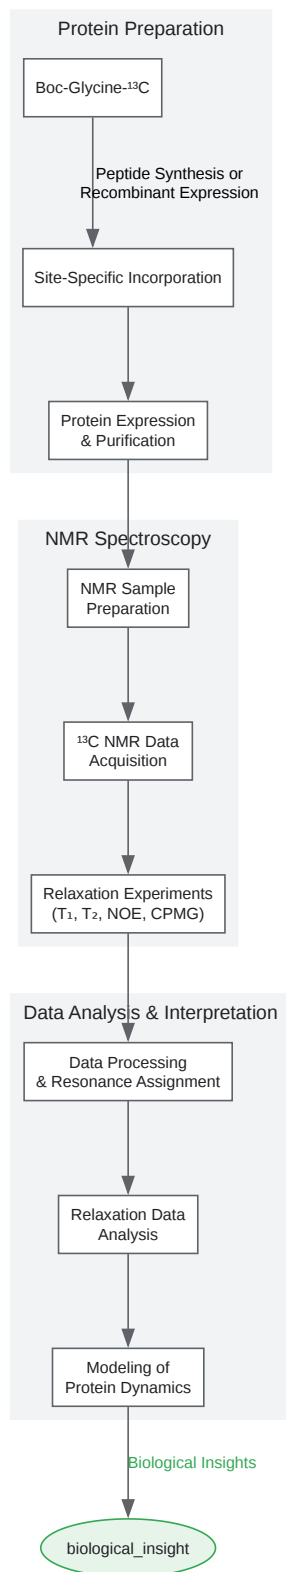 Protein Preparation
Boc-Glycine-¹³C
Peptide Synthesis or
Recombinant Expression
Site-Specific Incorporation
Protein Expression
& Purification
NMR Spectroscopy
NMR Sample
Preparation
¹³C NMR Data
Acquisition
Relaxation Experiments
(T₁, T₂, NOE, CPMG)
Data Analysis & Interpretation
Data Processing
& Resonance Assignment
Relaxation Data
Analysis
Modeling of
Protein Dynamics
Biological Insights
biological_insight